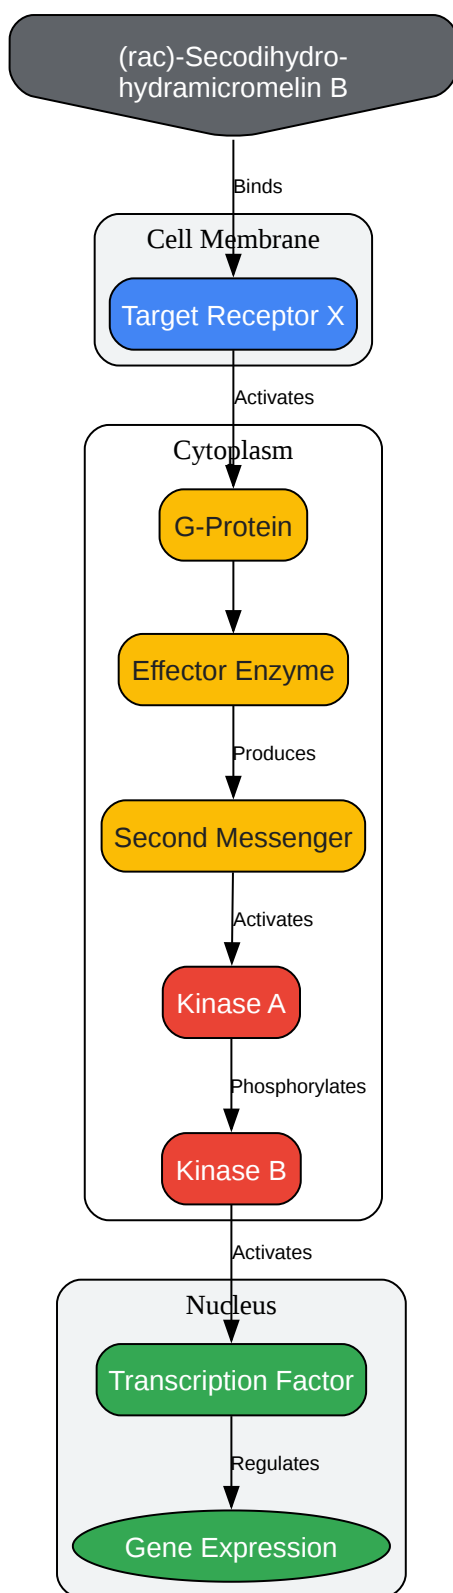 (rac)-Secodihydro-
hydramicromelin B
Binds
Cell Membrane
Target Receptor X
Activates
Cytoplasm
G-Protein
Effector Enzyme
Produces
Second Messenger
Activates
Kinase A
Phosphorylates
Kinase B
Activates
Nucleus
Transcription Factor
Regulates
Gene Expression